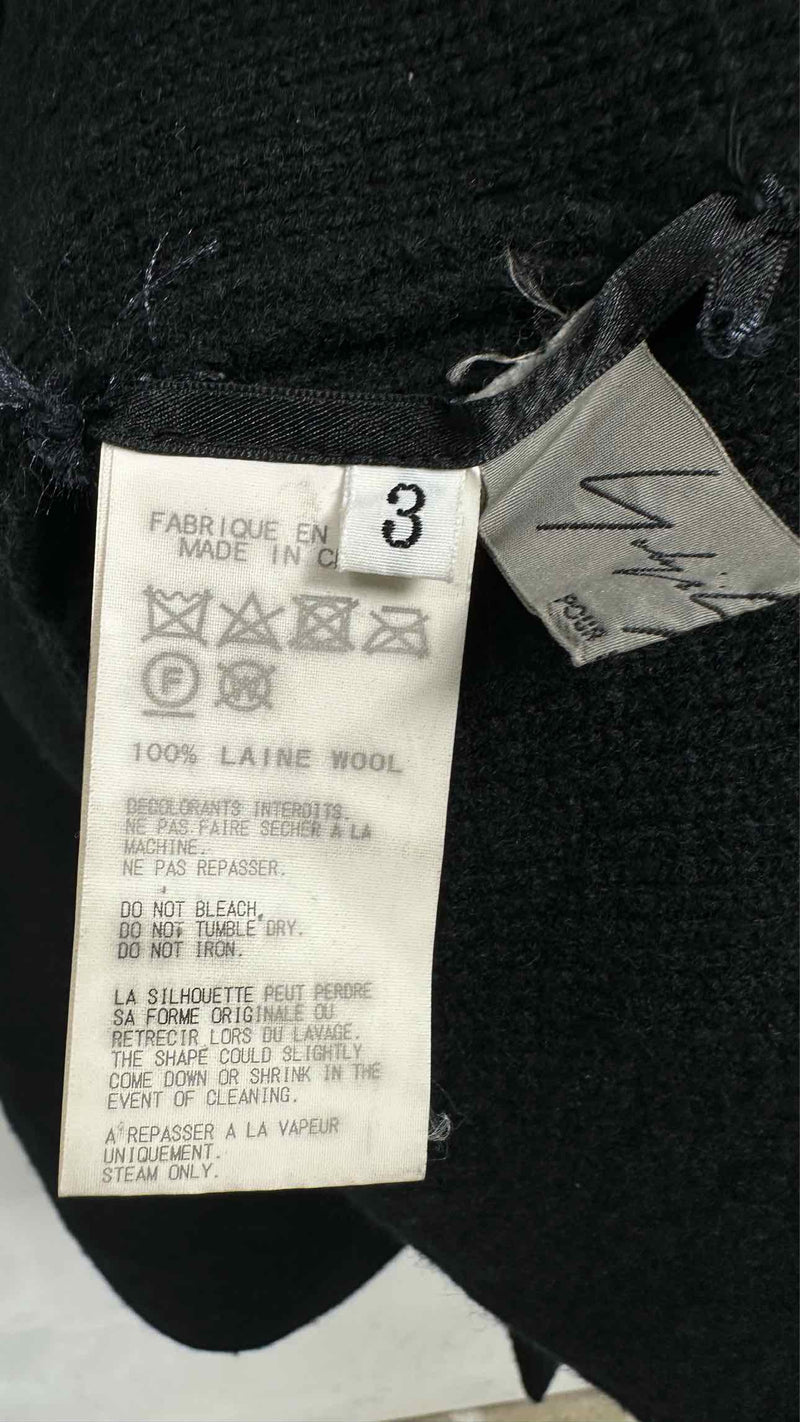 FABRIQUE EN
MADE IN C
3
F
W
100% LAINE WOOL
DECOLORANTS INTERDITS.
NE PAS FAIRE SECHER A LA
MACHINE.
NE PAS REPASSER.
DO NOT BLEACH,
DO NOT TUMBLE DRY.
DO NOT IRON.
LA SILHOUETTE PEUT PERDRE
SA FORME ORIGINALE OU
RETRECIR LORS DU LAVAGE.
THE SHAPE COULD SLIGHTLY
COME DOWN OR SHRINK IN THE
EVENT OF CLEANING.
A REPASSER A LA VAPEUR
UNIQUEMENT.
STEAM ONLY.
POUR